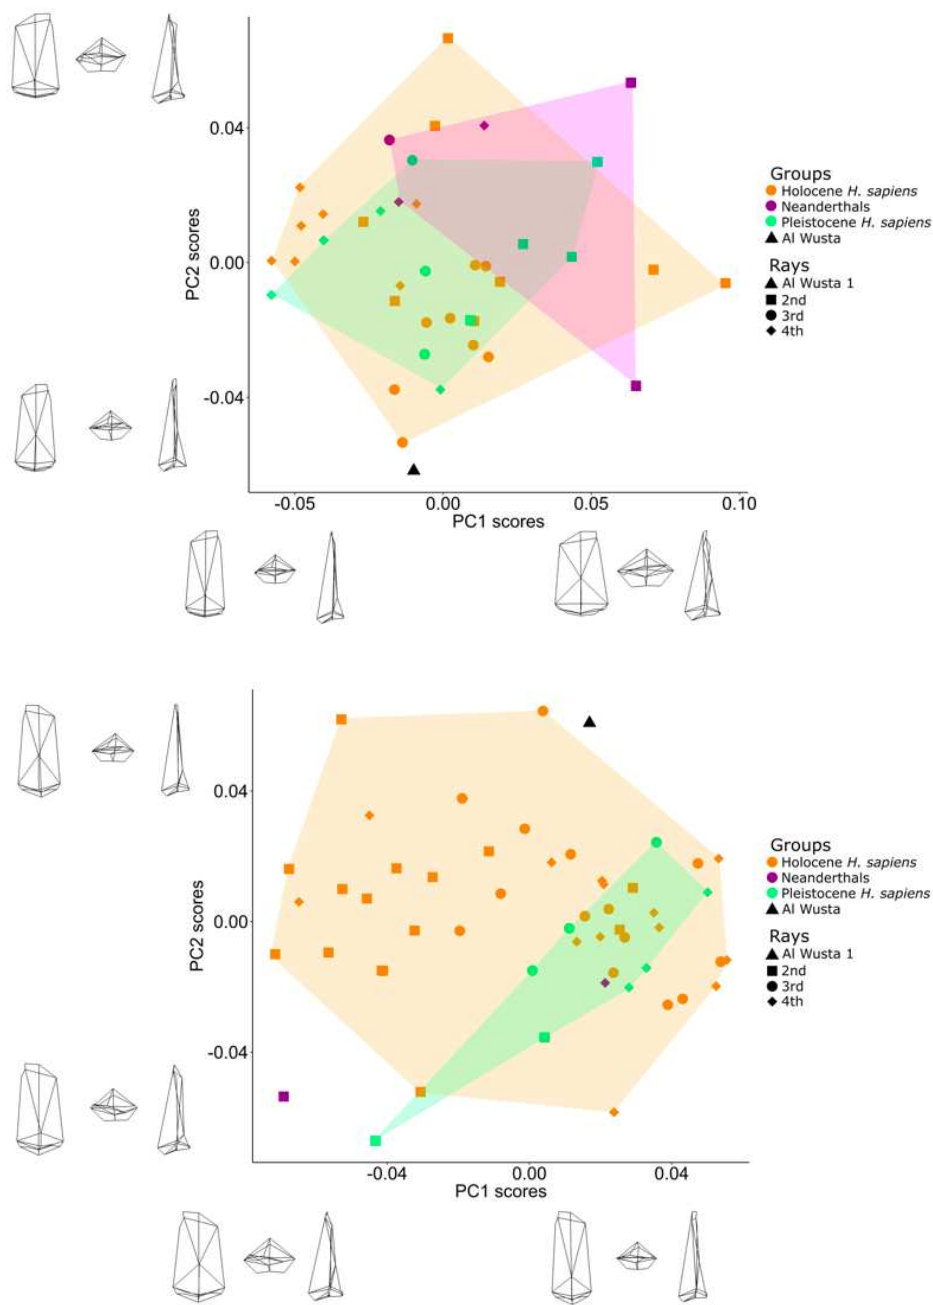 0.04
0.00
-0.04
PC2 scores
-0.05
0.00
0.05
0.10
PC1 scores
Groups
Holocene H. sapiens
Neanderthals
Pleistocene H. sapiens
Al Wusta
Rays
Al Wusta 1
2nd
3rd
4th
0.04
0.00
-0.04
PC2 scores
-0.04
0.00
0.04
PC1 scores
Groups
Holocene H. sapiens
Neanderthals
Pleistocene H. sapiens
Al Wusta
Rays
Al Wusta 1
2nd
3rd
4th